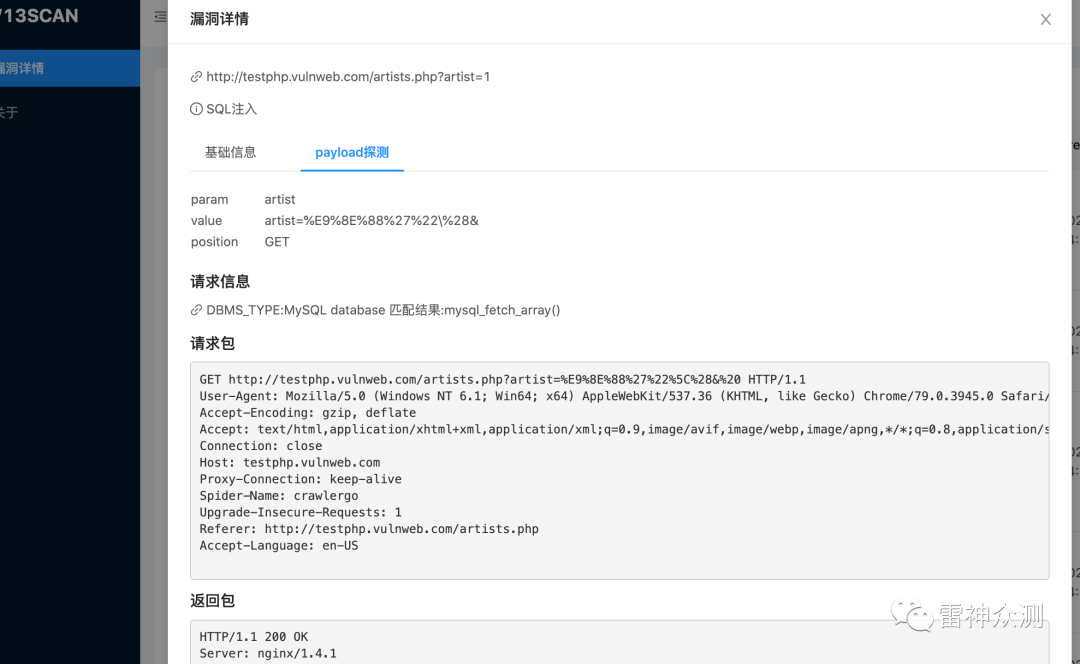 W13SCAN
漏洞详情
漏洞详情
关于
http://testphp.vulnweb.com/artists.php?artist=1
SQL注入
基础信息
payload探测
param artist
value artist=%E9%8E%88%27%22\%28&
position GET
请求信息
DBMS_TYPE:MySQL database 匹配结果:mysql_fetch_array()
请求包
GET http://testphp.vulnweb.com/artists.php?artist=%E9%8E%88%27%22%5C%28&%20 HTTP/1.1
User-Agent: Mozilla/5.0 (Windows NT 6.1; Win64; x64) AppleWebKit/537.36 (KHTML, like Gecko) Chrome/79.0.3945.0 Safari/
Accept-Encoding: gzip, deflate
Accept: text/html,application/xhtml+xml,application/xml;q=0.9,image/avif,image/webp,image/apng,*/*;q=0.8,application/s
Connection: close
Host: testphp.vulnweb.com
Proxy-Connection: keep-alive
Spider-Name: crawlergo
Upgrade-Insecure-Requests: 1
Referer: http://testphp.vulnweb.com/artists.php
Accept-Language: en-US
返回包
HTTP/1.1 200 OK
Server: nginx/1.4.1
雷神众测